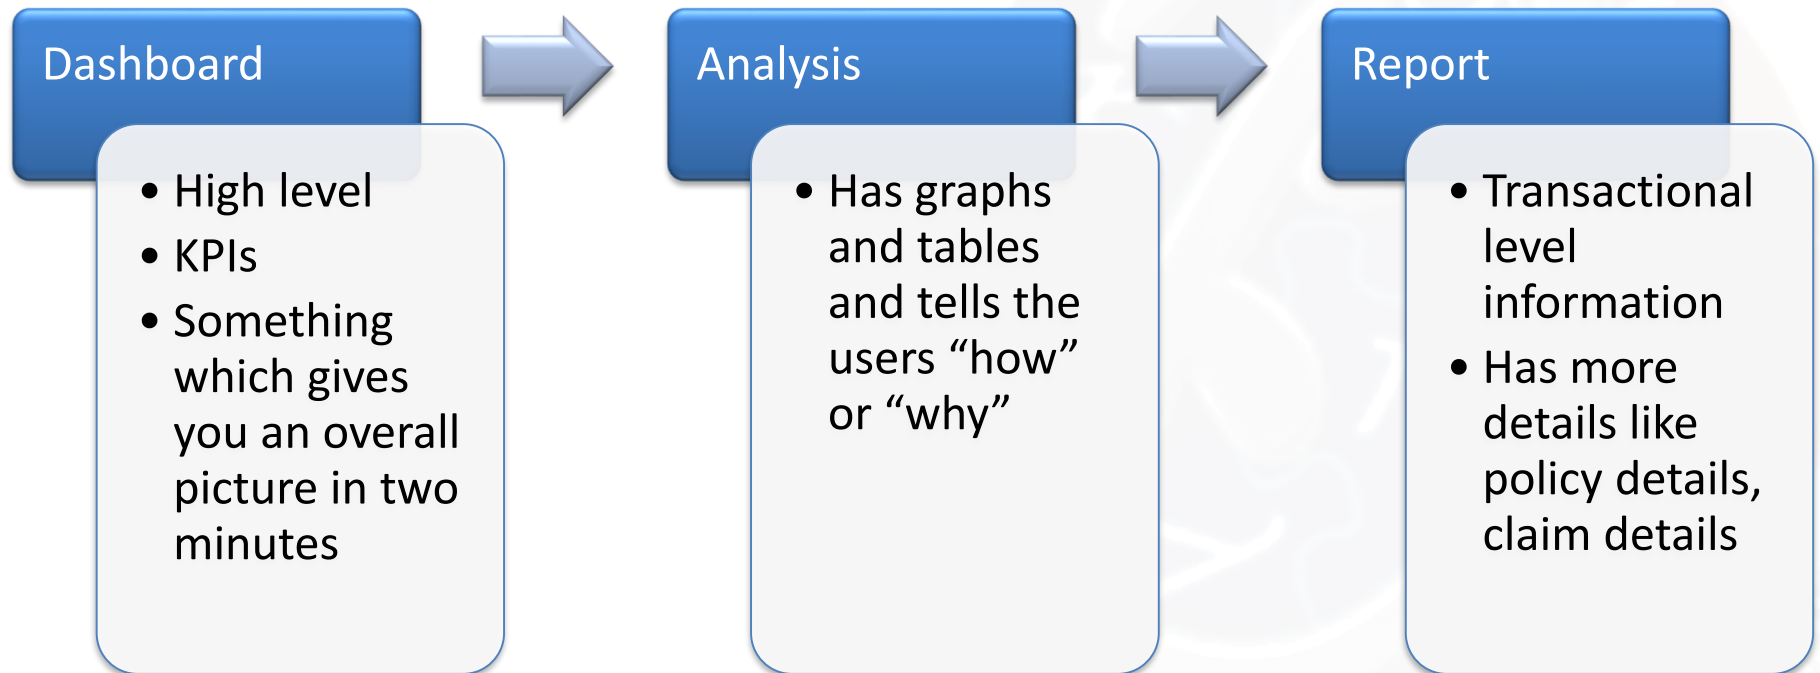 Dashboard
• High level
• KPIs
• Something
which gives
you an overall
picture in two
minutes
Analysis
• Has graphs
and tables
and tells the
users “how”
or “why”
Report
• Transactional
level
information
• Has more
details like
policy details,
claim details